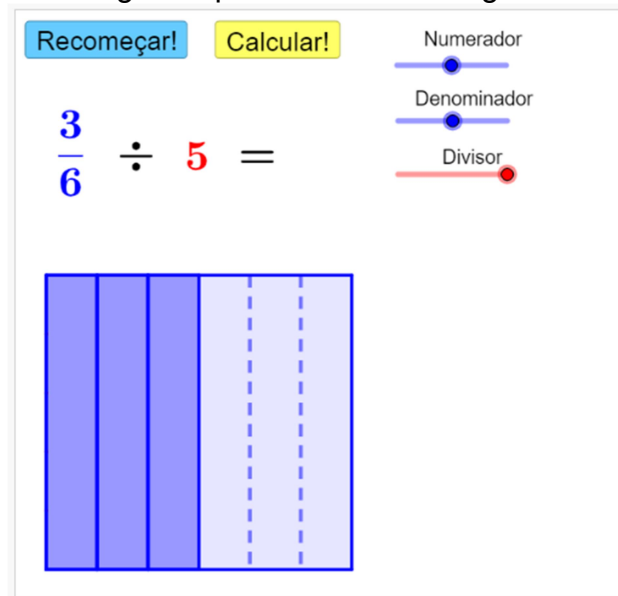 Recomeçar!
Calcular!
Numerador
Denominador
Divisor
3
6
÷ 5 =